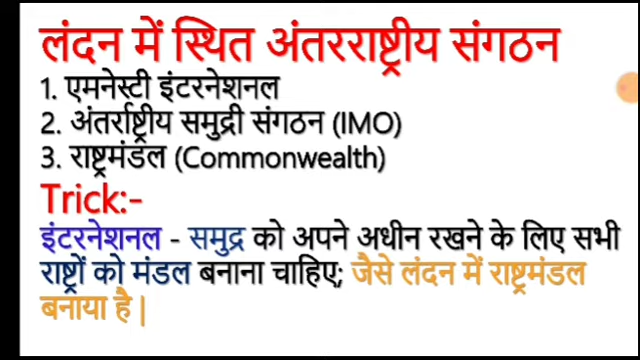 लंदन में स्थित अंतरराष्ट्रीय संगठन
1. एमनेस्टी इंटरनेशनल
2. अंतर्राष्ट्रीय समुद्री संगठन (IMO)
3. राष्ट्रमंडल (Commonwealth)
Trick:-
इंटरनेशनल - समुद्र को अपने अधीन रखने के लिए सभी
राष्ट्रों को मंडल बनाना चाहिए; जैसे लंदन में राष्ट्रमंडल
बनाया है |